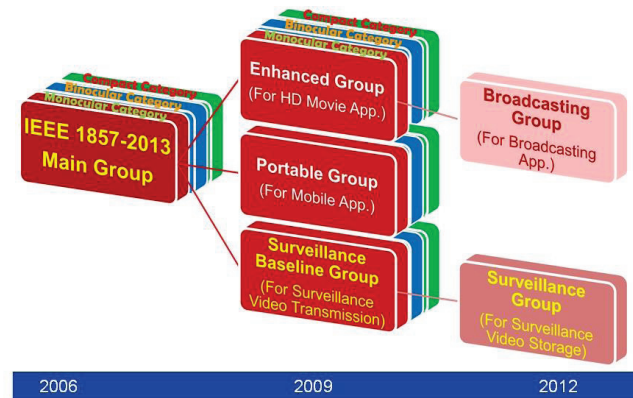 Compact Category
Binocular Category
Monocular Category
IEEE 1857-2013
Main Group
Compact Category
Binocular Category
Monocular Category
Enhanced Group
(For HD Movie App.)
Portable Group
(For Mobile App.)
Surveillance
Baseline Group
(For Surveillance
Video Transmission)
Broadcasting
Group
(For Broadcasting
App.)
Surveillance
Group
(For Surveillance
Video Storage)
2006
2009
2012